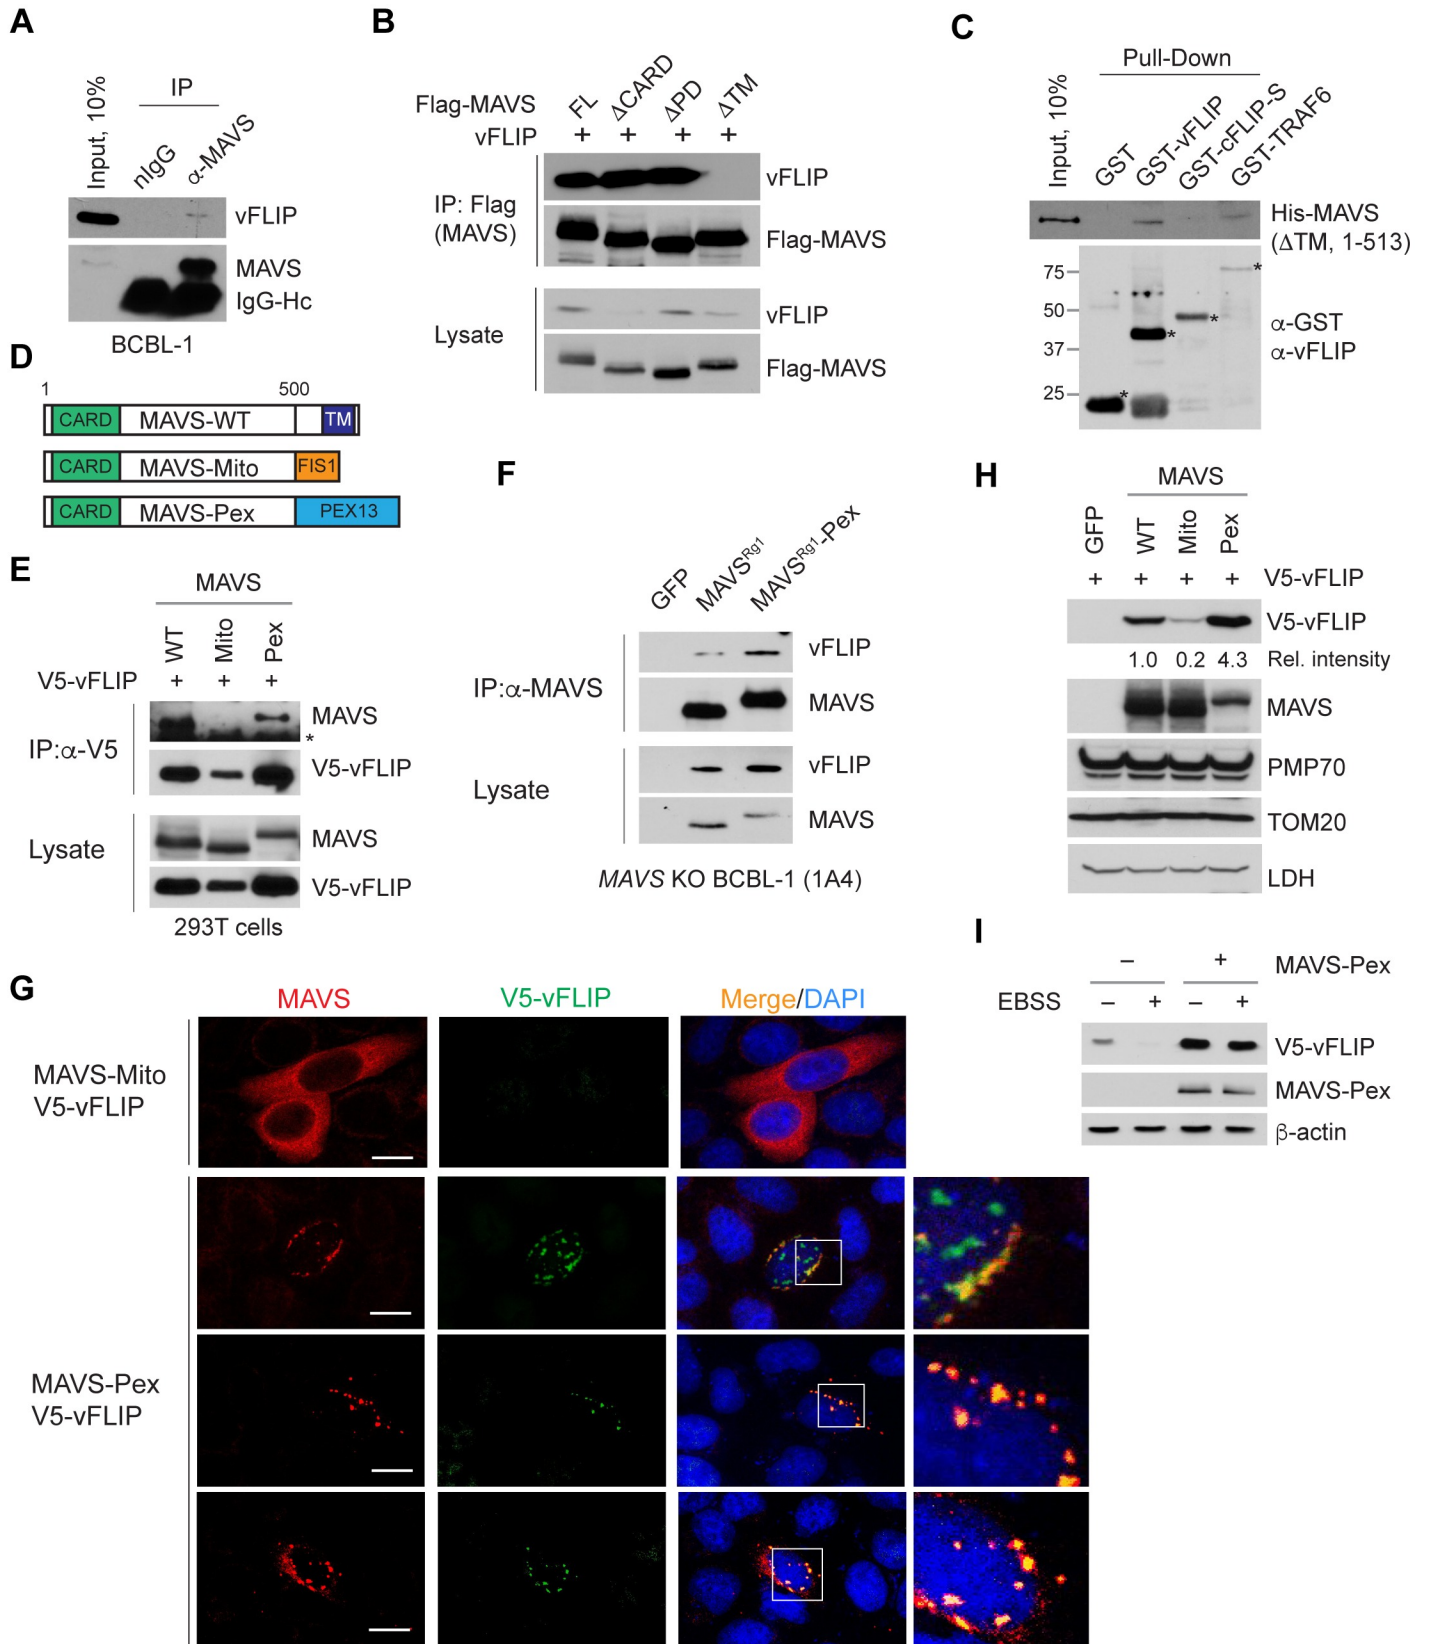 A
IP
Input, 10%
nIgG
α-MAVS
vFLIP
MAVS
IgG-Hc
BCBL-1
B
Flag-MAVS
FL
ΔCARD
ΔPD
ΔTM
vFLIP + + + +
IP: Flag
(MAVS)
vFLIP
Flag-MAVS
Lysate
vFLIP
Flag-MAVS
C
Pull-Down
Input, 10%
GST
GST-vFLIP
GST-cFLIP-S
GST-TRAF6
His-MAVS
(ΔTM, 1-513)
75
50
37
25
*
*
*
*
α-GST
α-vFLIP
D
1 500
CARD MAVS-WT TM
CARD MAVS-Mito FIS1
CARD MAVS-Pex PEX13
E
MAVS
WT
Mito
Pex
V5-vFLIP + + +
IP:α-V5
MAVS
*
V5-vFLIP
Lysate
MAVS
V5-vFLIP
293T cells
F
GFP
MAVSRg1
MAVSRg1-Pex
IP:α-MAVS
vFLIP
MAVS
Lysate
vFLIP
MAVS
MAVS KO BCBL-1 (1A4)
G
MAVS V5-vFLIP Merge/DAPI
MAVS-Mito
V5-vFLIP
MAVS-Pex
V5-vFLIP
H
MAVS
GFP
WT
Mito
Pex
+ + + + V5-vFLIP
V5-vFLIP
1.0 0.2 4.3 Rel. intensity
MAVS
PMP70
TOM20
LDH
I
– + MAVS-Pex
EBSS – + – +
V5-vFLIP
MAVS-Pex
β-actin